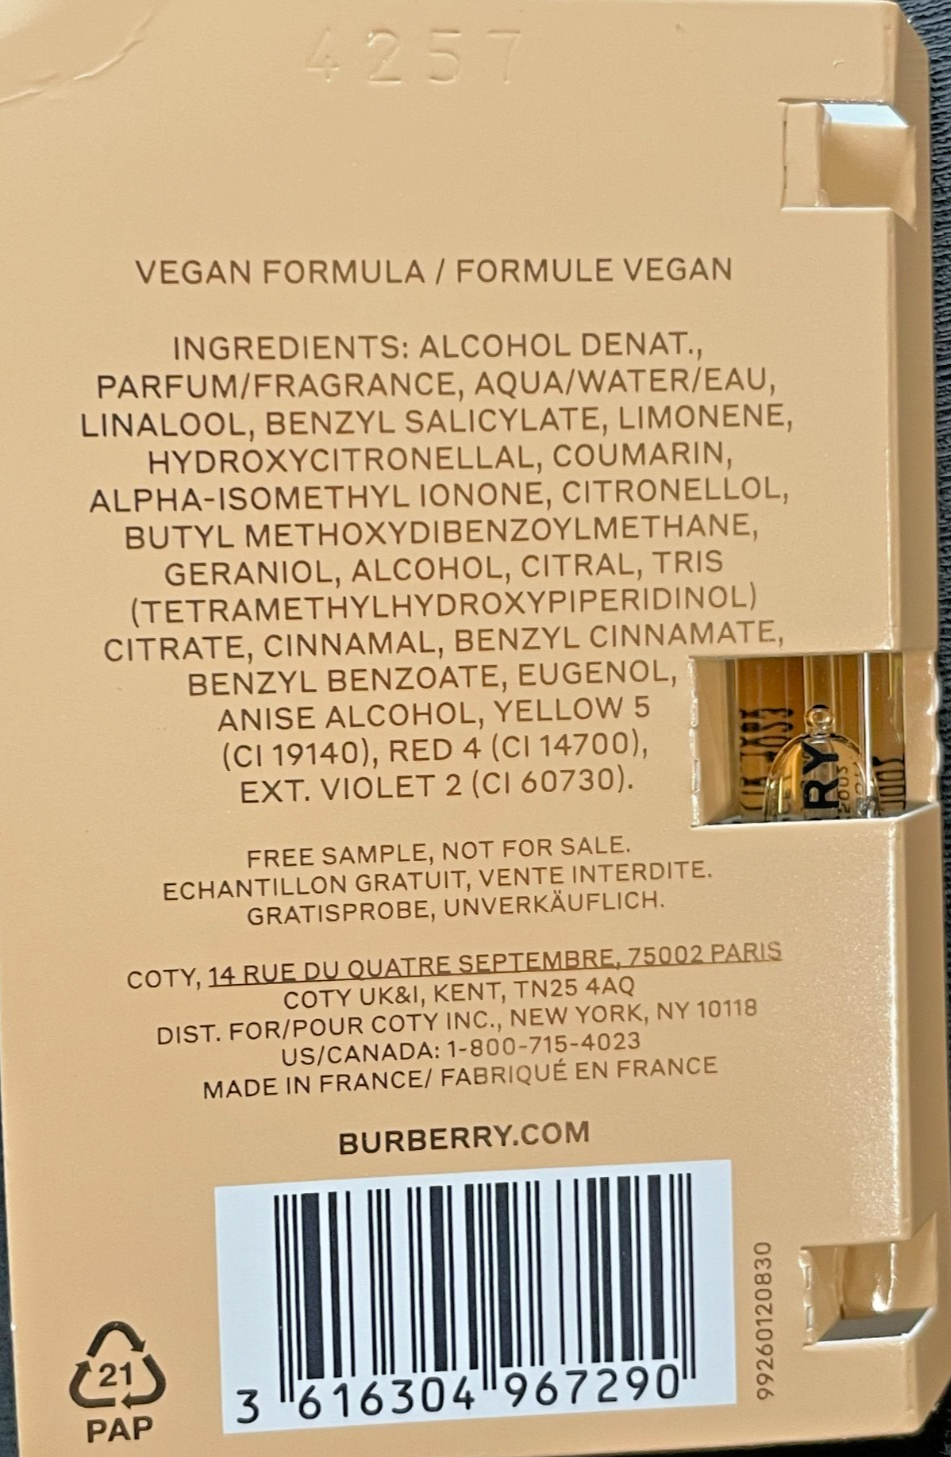 4257
VEGAN FORMULA / FORMULE VEGAN
INGREDIENTS: ALCOHOL DENAT.,
PARFUM/FRAGRANCE, AQUA/WATER/EAU,
LINALOOL, BENZYL SALICYLATE, LIMONENE,
HYDROXYCITRONELLAL, COUMARIN,
ALPHA-ISOMETHYL IONONE, CITRONELLOL,
BUTYL METHOXYDIBENZOYLMETHANE,
GERANIOL, ALCOHOL, CITRAL, TRIS
(TETRAMETHYLHYDROXYPIPERIDINOL)
CITRATE, CINNAMAL, BENZYL CINNAMATE,
BENZYL BENZOATE, EUGENOL,
ANISE ALCOHOL, YELLOW 5
(CI 19140), RED 4 (CI 14700),
EXT. VIOLET 2 (CI 60730).
RY
FREE SAMPLE, NOT FOR SALE.
ECHANTILLON GRATUIT, VENTE INTERDITE.
GRATISPROBE, UNVERKÄUFLICH.
COTY, 14 RUE DU QUATRE SEPTEMBRE, 75002 PARIS
COTY UK&I, KENT, TN25 4AQ
DIST. FOR/POUR COTY INC., NEW YORK, NY 10118
US/CANADA: 1-800-715-4023
MADE IN FRANCE/ FABRIQUÉ EN FRANCE
BURBERRY.COM
3 616304 967290
99260120830
21
PAP